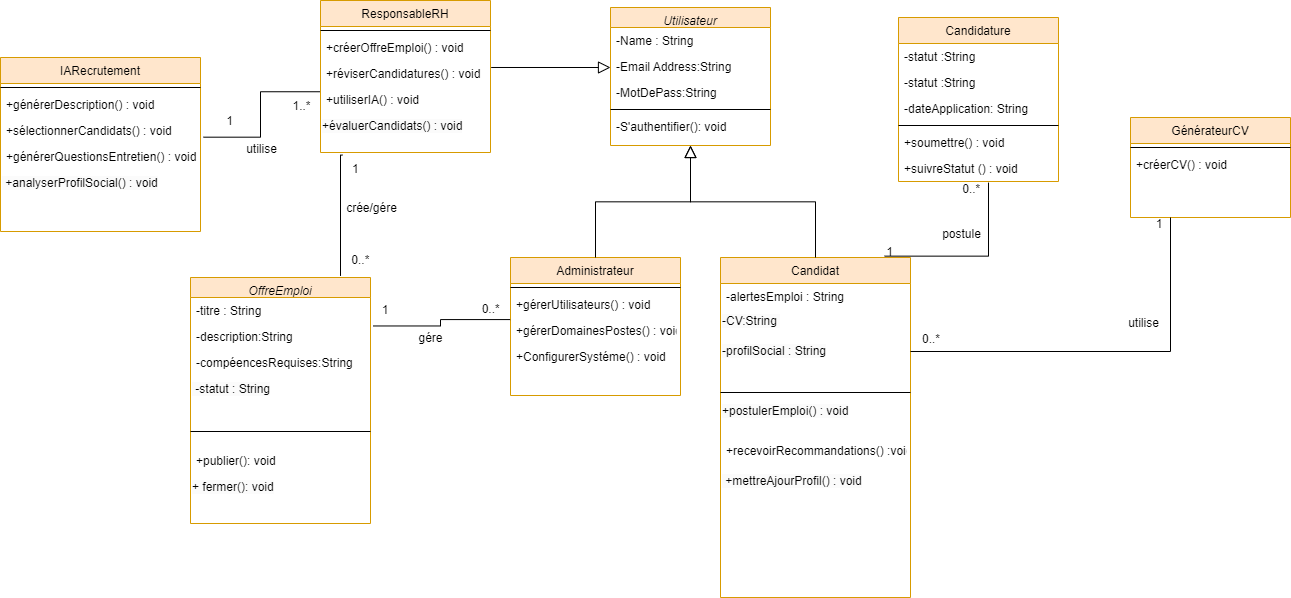 IARecrutement
+générerDescription() : void
+sélectionnerCandidats() : void
+générerQuestionsEntretien() : void
+analyserProfilSocial() : void
1
utilise
1..*
ResponsableRH
+créerOffreEmploi() : void
+réviserCandidatures() : void
+utiliserIA() : void
+évaluerCandidats() : void
1
crée/gére
0..*
Utilisateur
-Name : String
-Email Address:String
-MotDePass:String
-S'authentifier(): void
Candidature
-statut :String
-statut :String
-dateApplication: String
+soumettre() : void
+suivreStatut () : void
0..*
postule
1
GénérateurCV
+créerCV() : void
1
utilise
0..*
OffreEmploi
-titre : String
-description:String
-compéencesRequises:String
-statut : String
+publier(): void
+ fermer(): void
1
gére
0..*
Administrateur
+gérerUtilisateurs() : void
+gérerDomainesPostes() : voi
+ConfigurerSystéme() : void
Candidat
-alertesEmploi : String
-CV:String
-profilSocial : String
+postulerEmploi() : void
+recevoirRecommandations() :voi
+mettreAjourProfil() : void